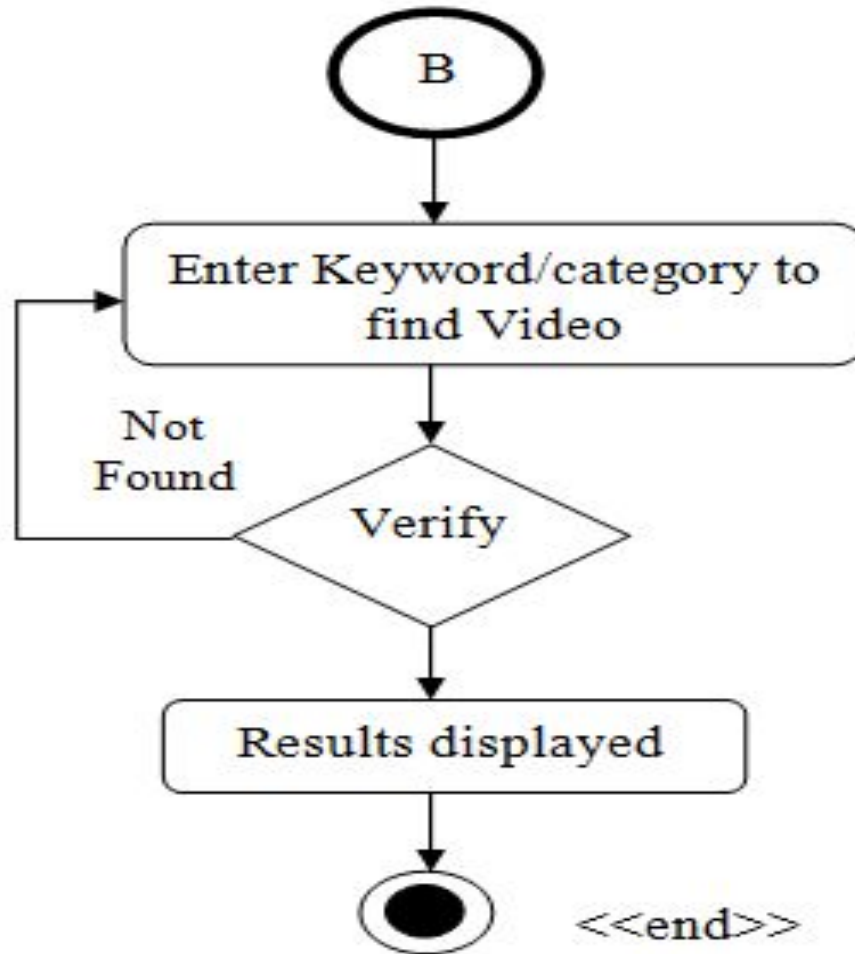 B
Enter Keyword/category to
find Video
Not
Found
Verify
Results displayed
<<end>>